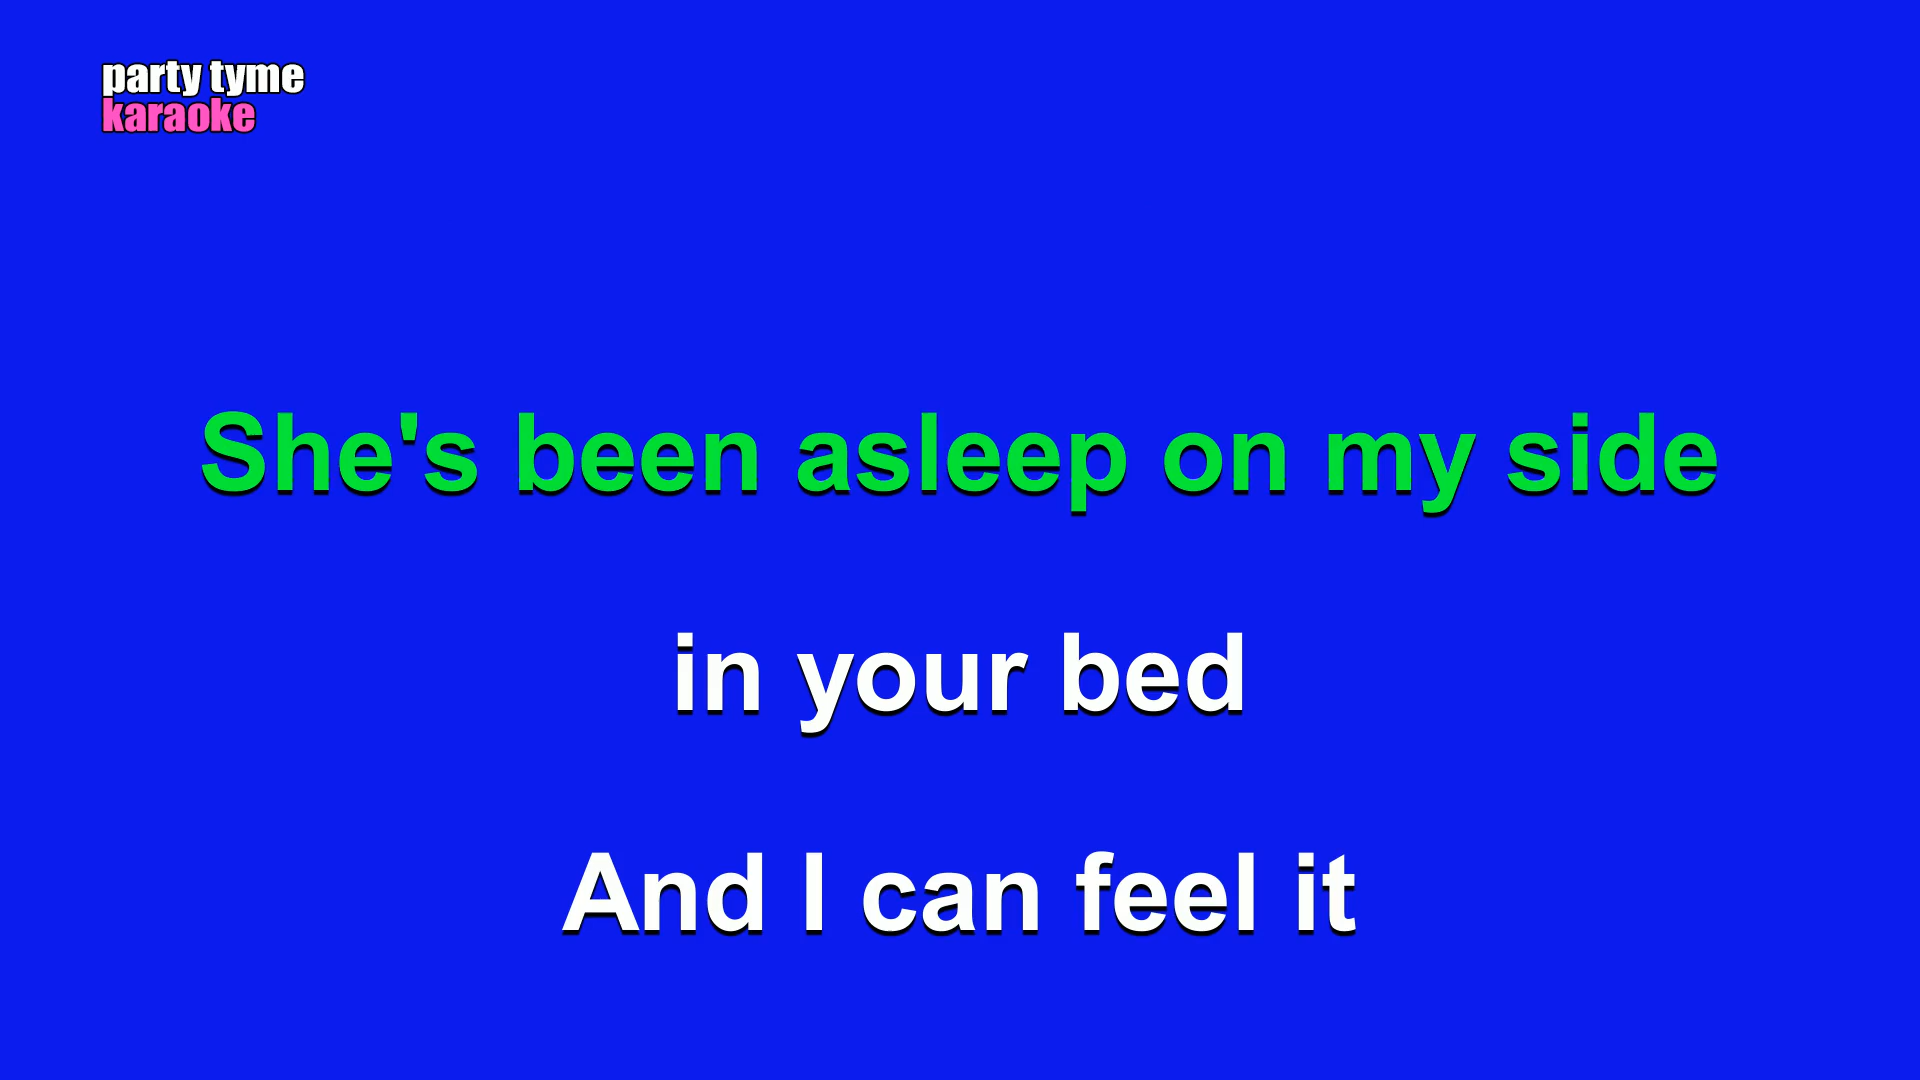 party tyme
karaoke
She's been asleep on my side
in your bed
And I can feel it